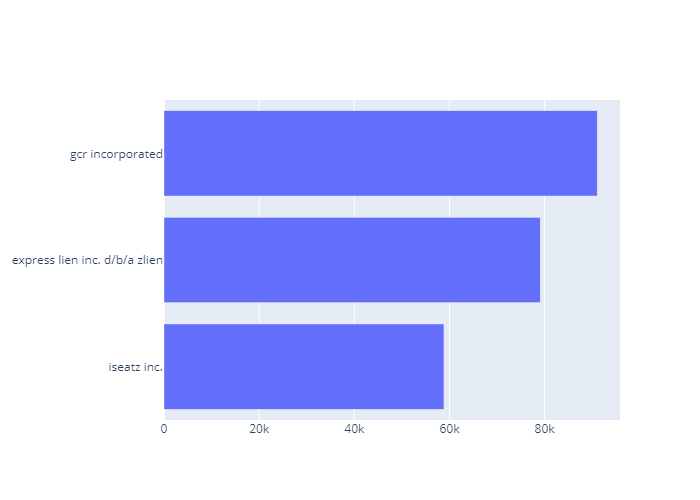 gcr incorporated
express lien inc. d/b/a zlien
iseatz inc.
0 20k 40k 60k 80k